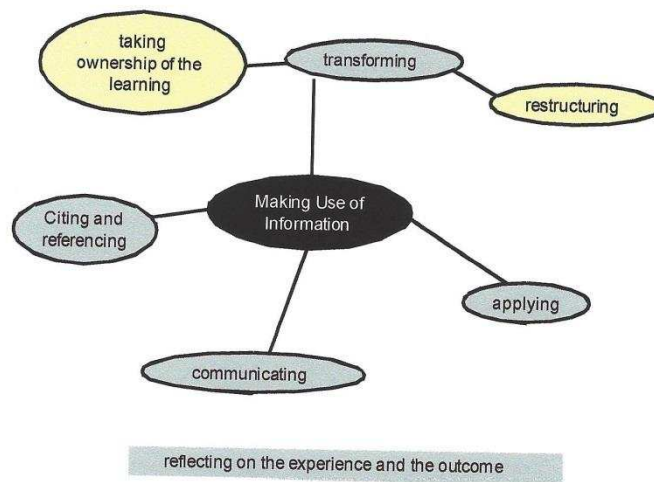 taking
ownership of the
learning
transforming
restructuring
Making Use of
Information
Citing and
referencing
applying
communicating
reflecting on the experience and the outcome